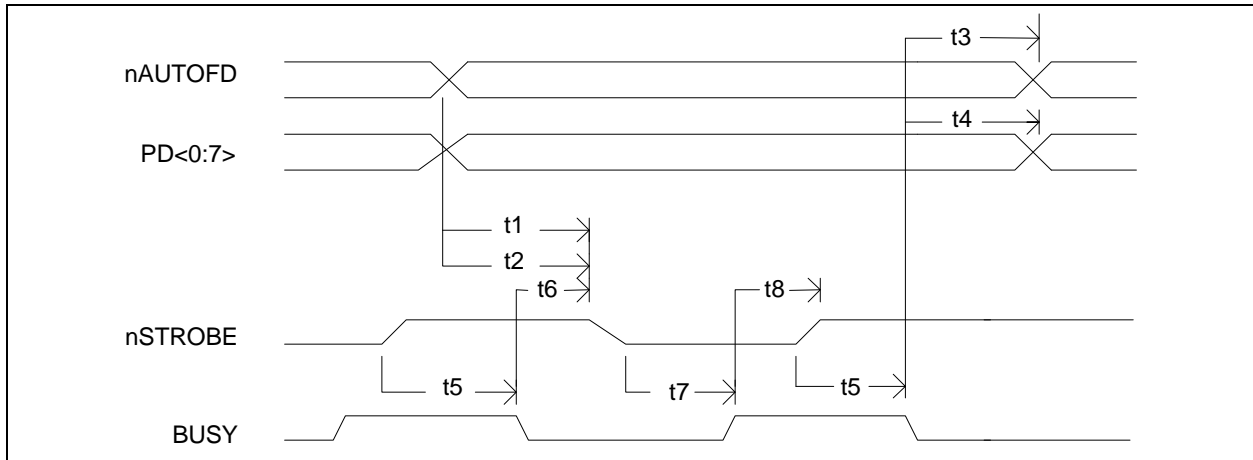 t3
nAUTOFD
t4
PD<0:7>
t1
t2
t6
t8
nSTROBE
t5
t7
t5
BUSY